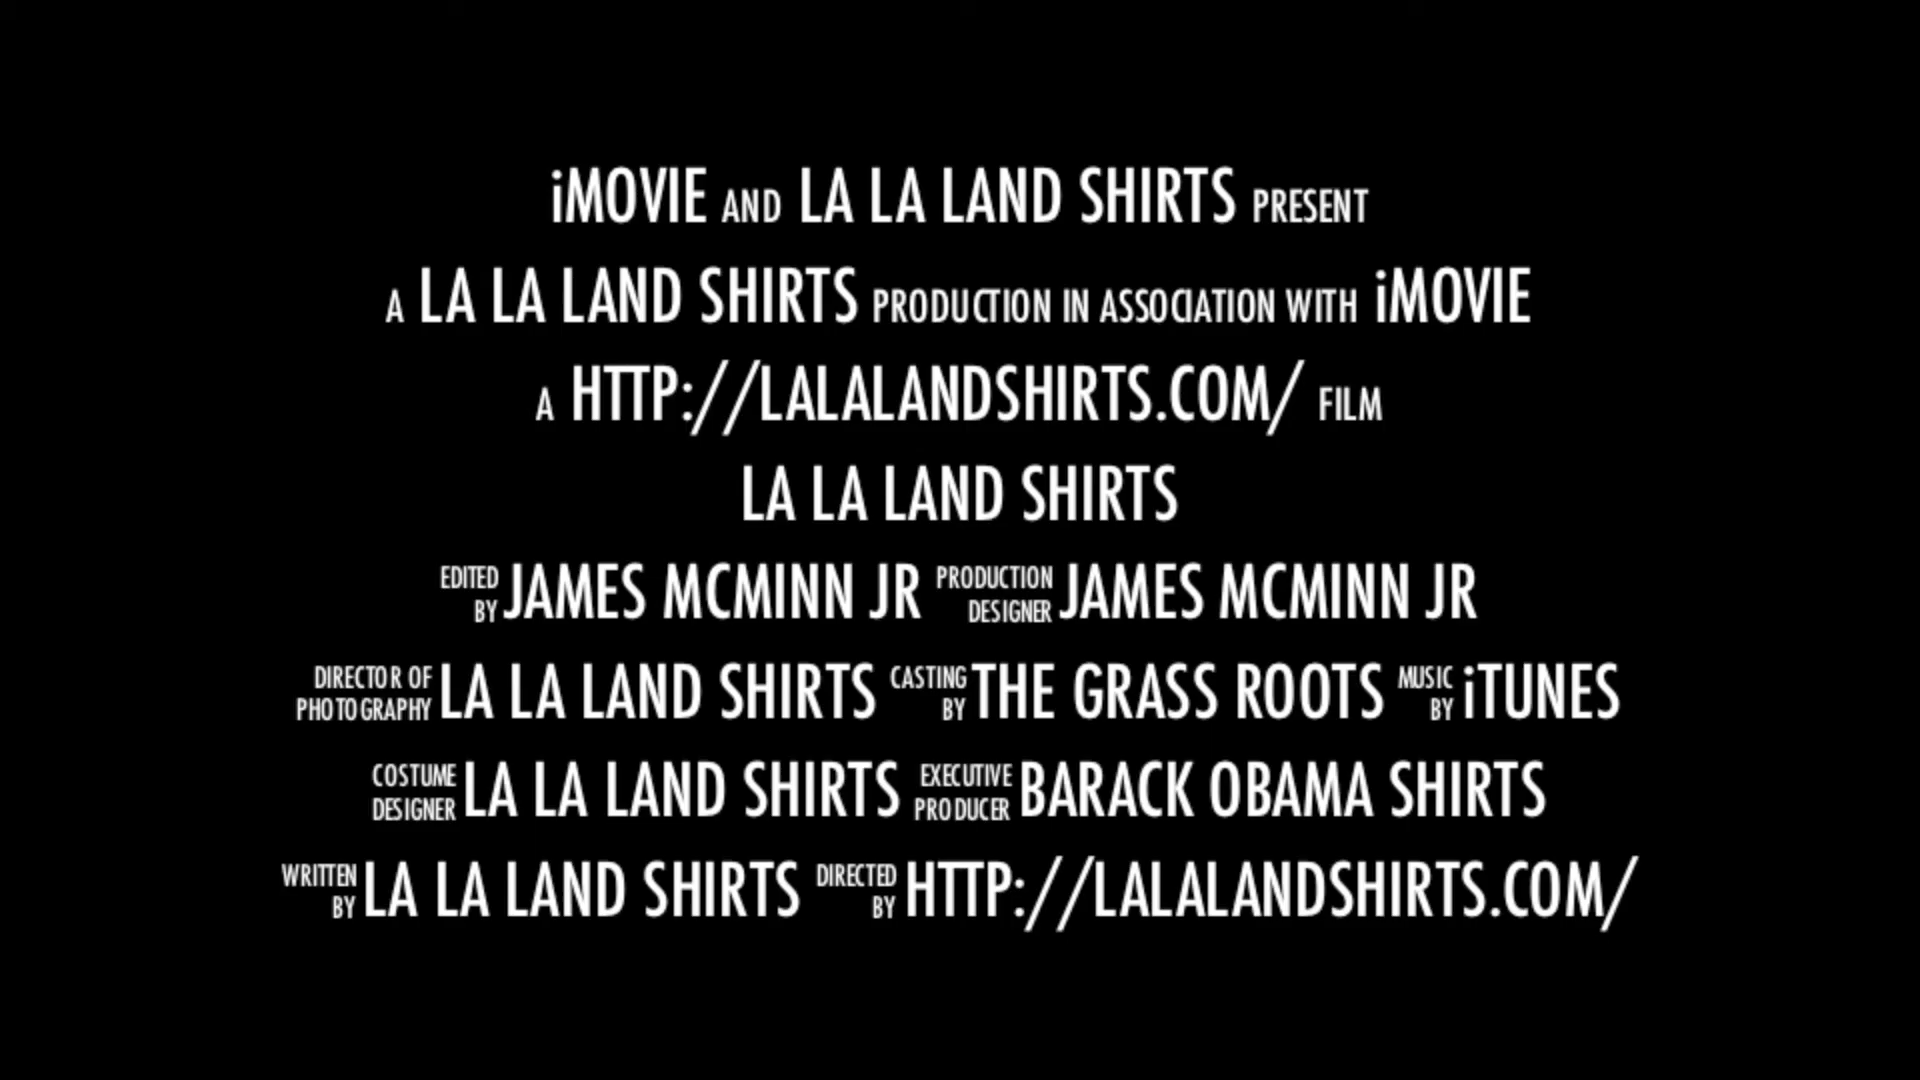 iMOVIE AND LA LA LAND SHIRTS PRESENT
A LA LA LAND SHIRTS PRODUCTION IN ASSOCIATION WITH iMOVIE
A HTTP://LALALANDSHIRTS.COM/ FILM
LA LA LAND SHIRTS
EDITED BY JAMES MCMINN JR PRODUCTION DESIGNER JAMES MCMINN JR
DIRECTOR OF PHOTOGRAPHY LA LA LAND SHIRTS CASTING BY THE GRASS ROOTS MUSIC BY iTUNES
COSTUME DESIGNER LA LA LAND SHIRTS EXECUTIVE PRODUCER BARACK OBAMA SHIRTS
WRITTEN BY LA LA LAND SHIRTS DIRECTED BY HTTP://LALALANDSHIRTS.COM/